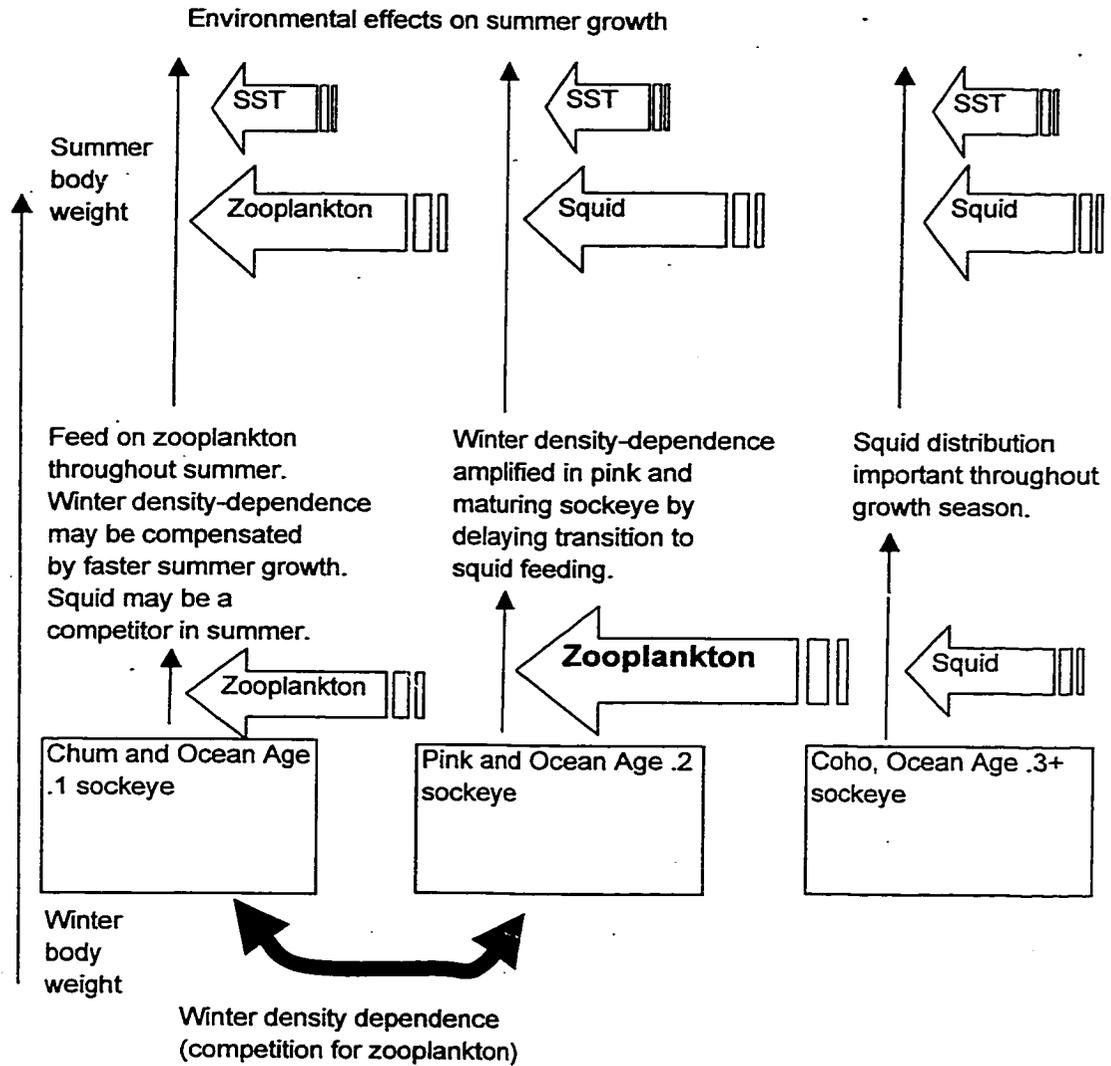 Environmental effects on summer growth
SST
SST
SST
Summer
body
weight
Zooplankton
Squid
Squid
Feed on zooplankton
throughout summer.
Winter density-dependence
may be compensated
by faster summer growth.
Squid may be a
competitor in summer.
Winter density-dependence
amplified in pink and
maturing sockeye by
delaying transition to
squid feeding.
Squid distribution
important throughout
growth season.
Zooplankton
Zooplankton
Squid
Chum and Ocean Age
.1 sockeye
Pink and Ocean Age .2
sockeye
Coho, Ocean Age .3+
sockeye
Winter
body
weight
Winter density dependence
(competition for zooplankton)